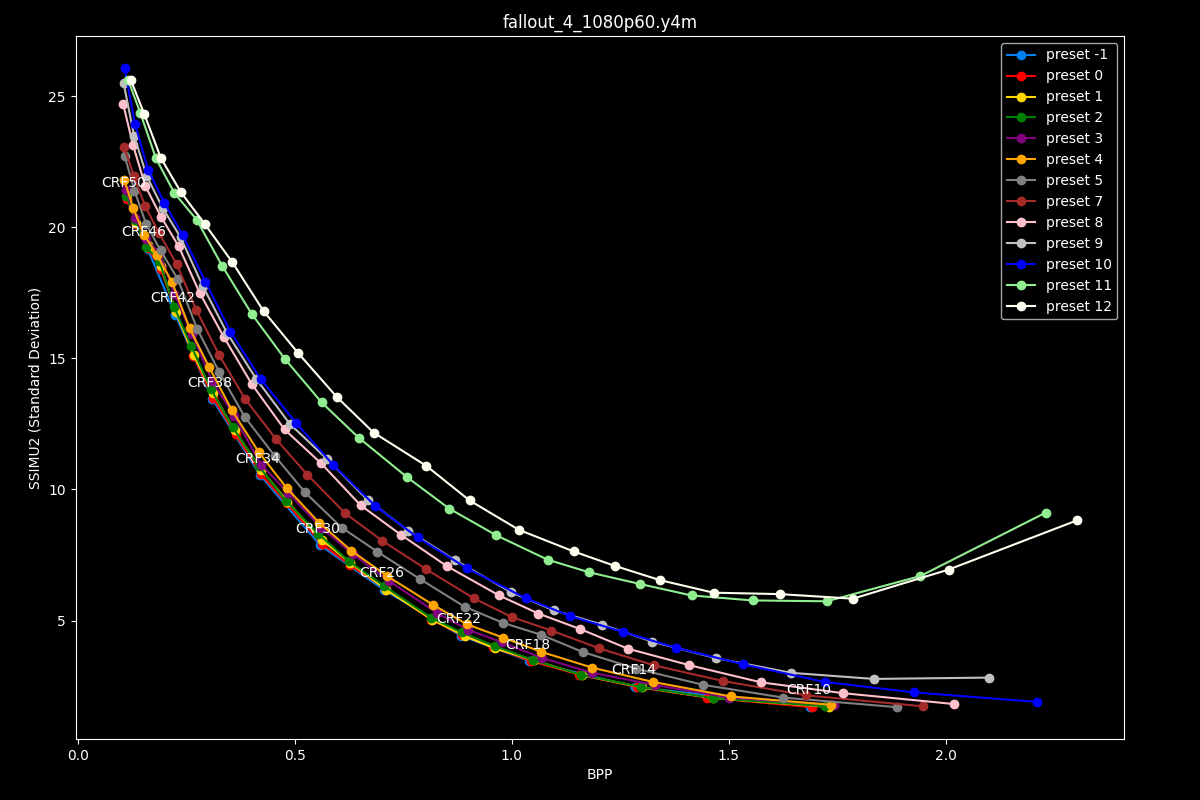 fallout_4_1080p60.y4m
preset -1
preset 0
preset 1
preset 2
preset 3
preset 4
preset 5
preset 7
preset 8
preset 9
preset 10
preset 11
preset 12
25
20
15
10
5
SSIMU2 (Standard Deviation)
CRF50
CRF46
CRF42
CRF38
CRF34
CRF30
CRF26
CRF22
CRF18
CRF14
CRF10
0.0
0.5
1.0
1.5
2.0
BPP